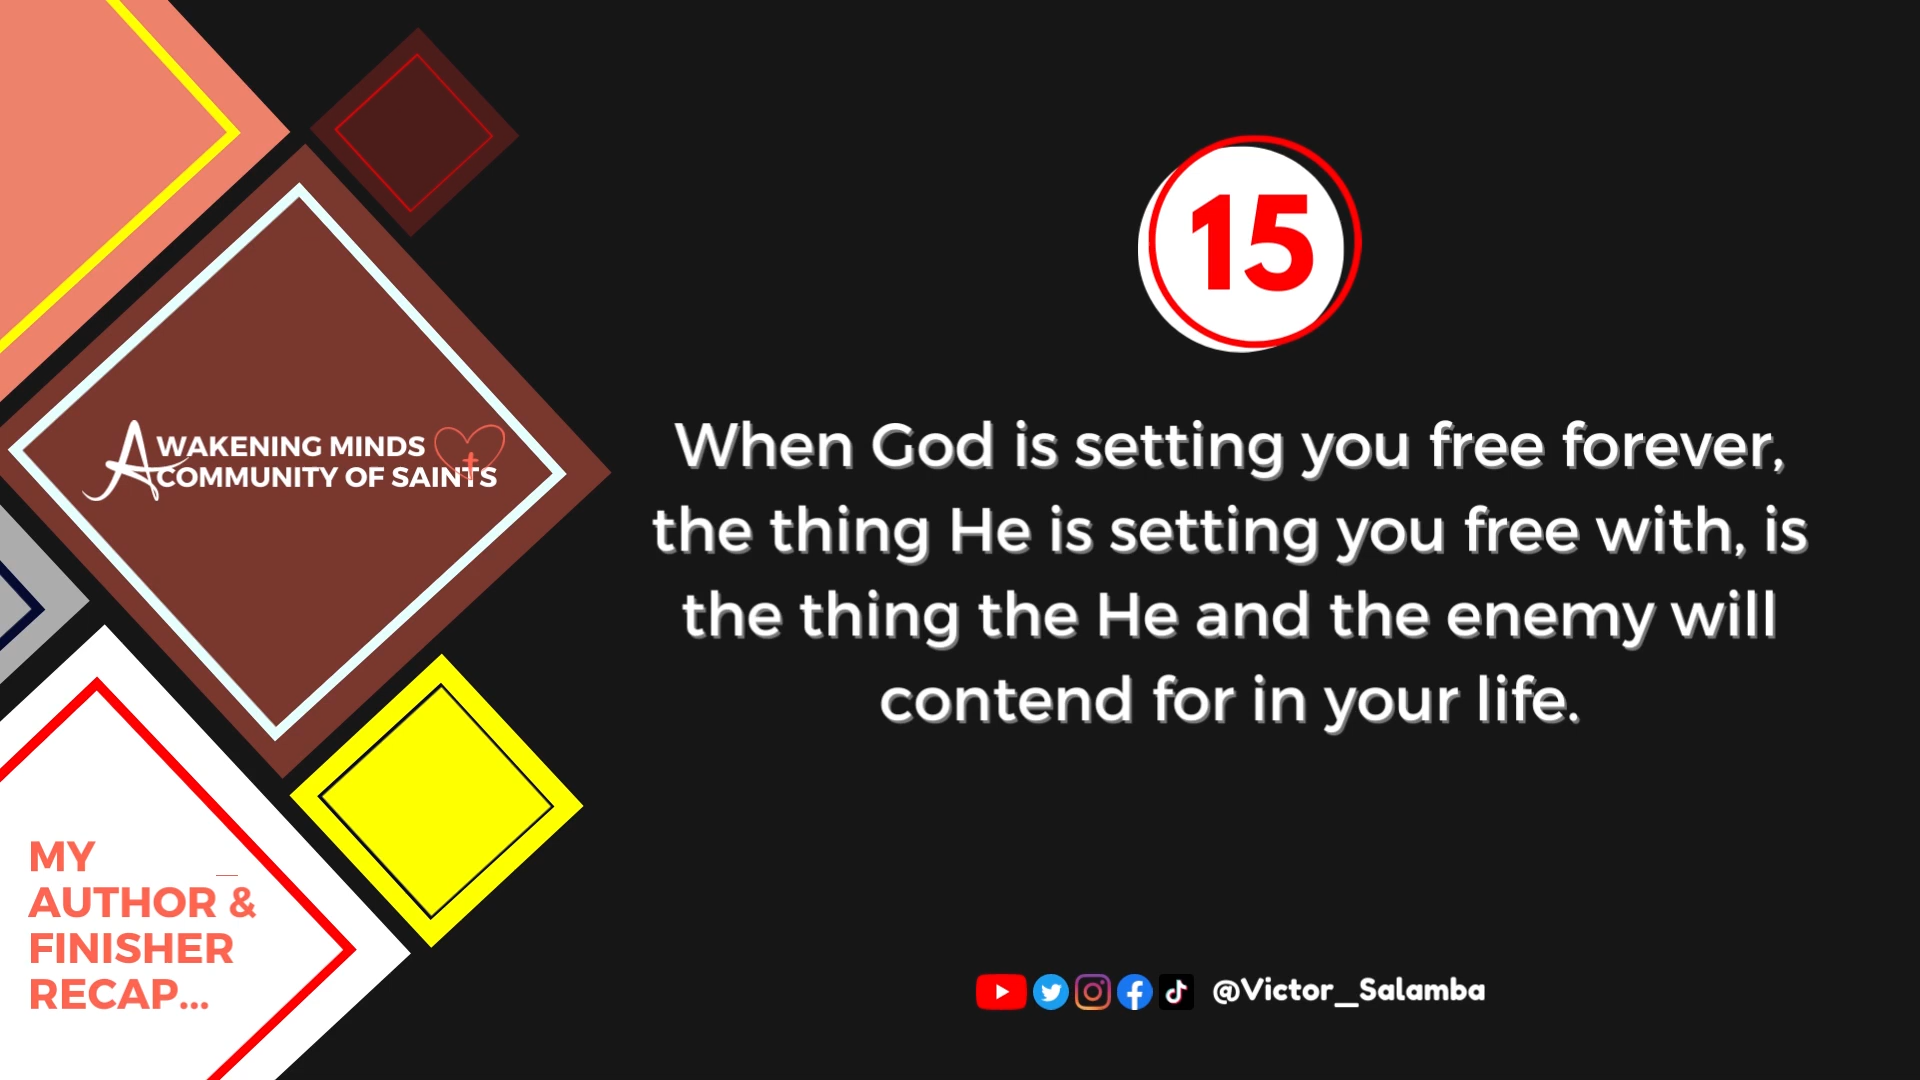 15
When God is setting you free forever,
the thing He is setting you free with, is
the thing the He and the enemy will
contend for in your life.
AWAKENING MINDS
COMMUNITY OF SAINTS
MY
AUTHOR &
FINISHER
RECAP...
@Victor_Salamba